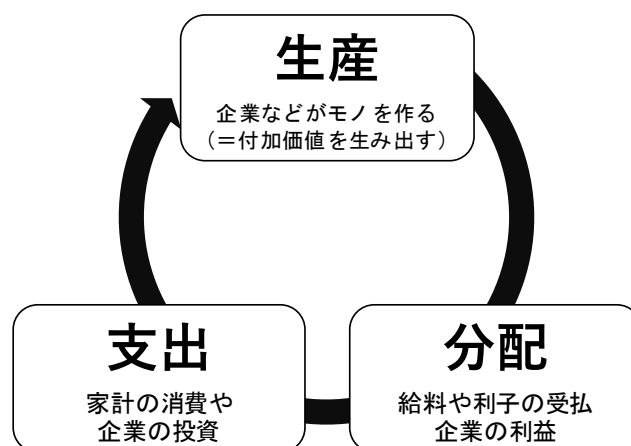 生産
企業などがモノを作る
(=付加価値を生み出す)
支出
家計の消費や
企業の投資
分配
給料や利子の受払
企業の利益